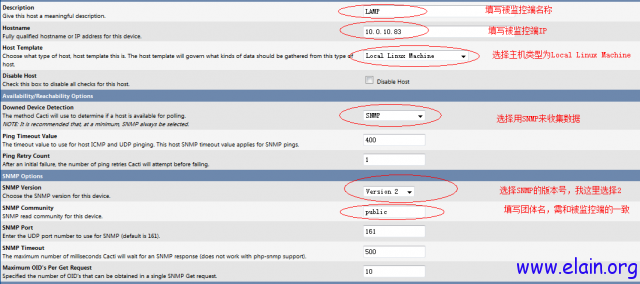 Description
Give this host a meaningful description.
LAMP
填写被监控端名称
Hostname
Fully qualified hostname or IP address for this device.
10.0.10.83
填写被监控端IP
Host Template
Choose what type of host, host template this is. The host template will govern what kinds of data should be gathered from this type of
host.
Local Linux Machine
选择主机类型为Local Linux Machine
Disable Host
Check this box to disable all checks for this host.
Disable Host
Availability/Reachability Options
Downed Device Detection
The method Cacti will use to determine if a host is available for polling.
NOTE: It is recommended that, at a minimum, SNMP always be selected.
SNMP
选择用SNMP来收集数据
Ping Timeout Value
The timeout value to use for host ICMP and UDP pinging. This host SNMP timeout value applies for SNMP pings.
400
Ping Retry Count
After an initial failure, the number of ping retries Cacti will attempt before failing.
1
SNMP Options
SNMP Version
Choose the SNMP version for this device.
Version 2
选择SNMP的版本号，我这里选择2
SNMP Community
SNMP read community for this device.
public
填写团体名，需和被监控端的一致
SNMP Port
Enter the UDP port number to use for SNMP (default is 161).
161
SNMP Timeout
The maximum number of milliseconds Cacti will wait for an SNMP response (does not work with php-snmp support).
500
Maximum OID's Per Get Request
Specified the number of OID's that can be obtained in a single SNMP Get request.
10
www.elain.org